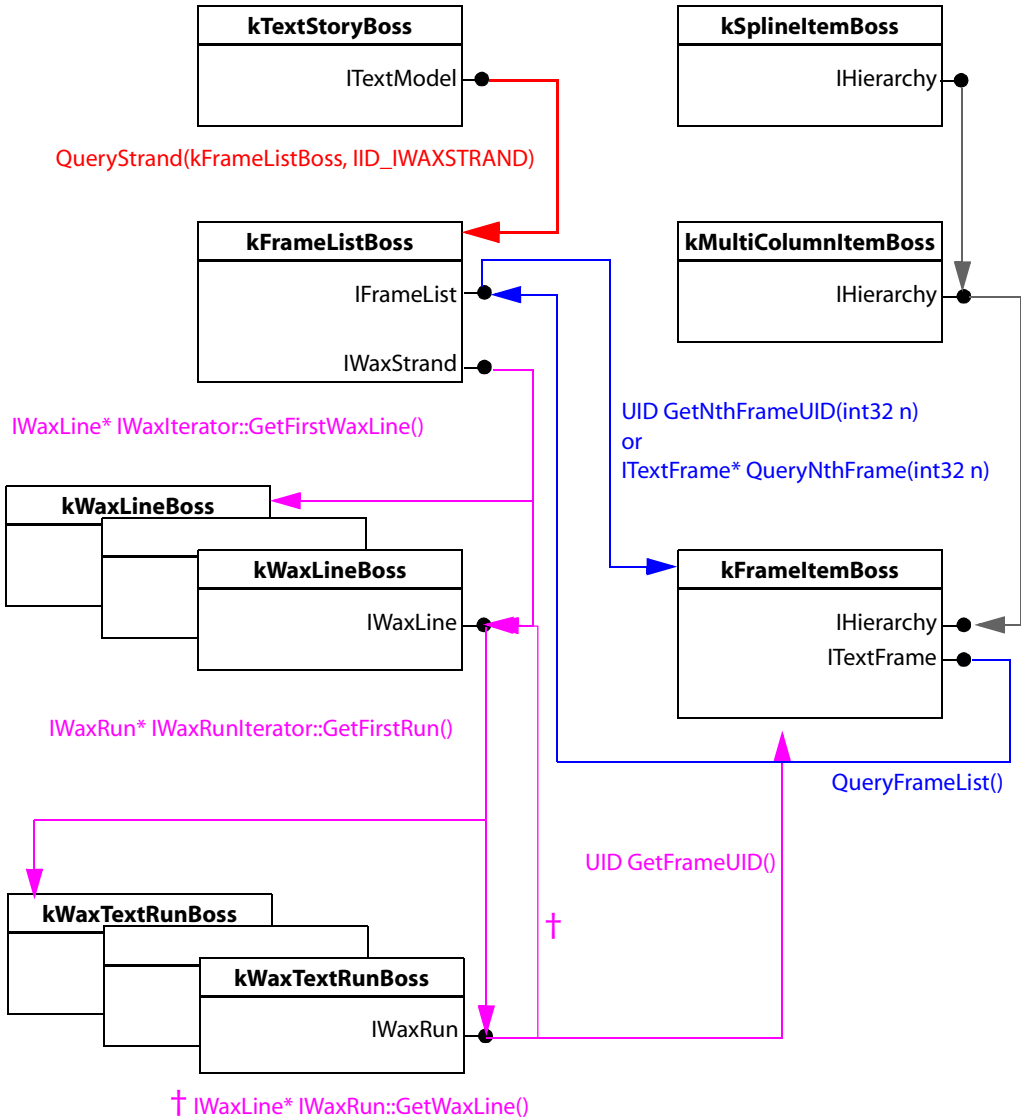 kTextStoryBoss
ITextModel
kSplineItemBoss
IHierarchy
QueryStrand(kFrameListBoss, IID_IWAXSTRAND)
kFrameListBoss
IFrameList
IWaxStrand
kMultiColumnItemBoss
IHierarchy
UID GetNthFrameUID(int32 n)
or
ITextFrame* QueryNthFrame(int32 n)
IWaxLine* IWaxIterator::GetFirstWaxLine()
kWaxLineBoss
kWaxLineBoss
IWaxLine
kFrameItemBoss
IHierarchy
ITextFrame
IWaxRun* IWaxRunIterator::GetFirstRun()
QueryFrameList()
UID GetFrameUID()
kWaxTextRunBoss
†
kWaxTextRunBoss
IWaxRun
† IWaxLine* IWaxRun::GetWaxLine()